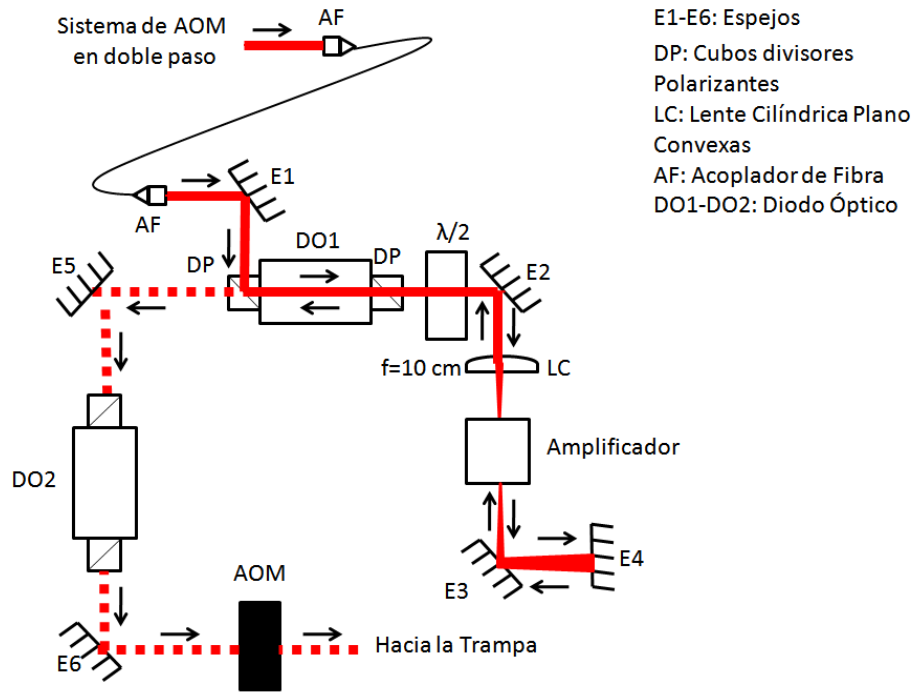 Sistema de AOM
en doble paso
AF
E1-E6: Espejos
DP: Cubos divisores
Polarizantes
LC: Lente Cilíndrica Plano
Convexas
AF: Acoplador de Fibra
DO1-DO2: Diodo Óptico
E1
AF
λ/2
DO1
DP
DP
E5
E2
f=10 cm
LC
Amplificador
DO2
E4
E3
AOM
Hacia la Trampa
E6